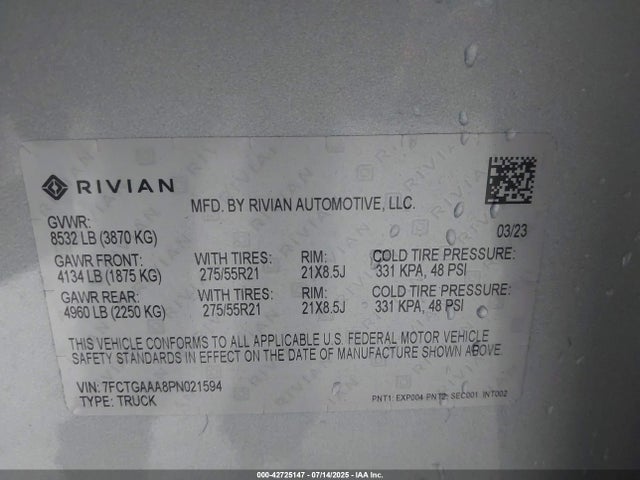 RIVIAN
MFD. BY RIVIAN AUTOMOTIVE, LLC.
GVWR:
8532 LB (3870 KG)
03/23
GAWR FRONT: WITH TIRES: RIM: COLD TIRE PRESSURE:
4134 LB (1875 KG) 275/55R21 21X8.5J 331 KPA, 48 PSI
GAWR REAR: WITH TIRES: RIM: COLD TIRE PRESSURE:
4960 LB (2250 KG) 275/55R21 21X8.5J 331 KPA, 48 PSI
THIS VEHICLE CONFORMS TO ALL APPLICABLE U.S. FEDERAL MOTOR VEHICLE
SAFETY STANDARDS IN EFFECT ON THE DATE OF MANUFACTURE SHOWN ABOVE
VIN: 7FCTGAAA8PN021594
TYPE: TRUCK
PNT1: EXP004 PNT2: SEC001 INT002
000-42725147 - 07/14/2025 - IAA Inc.